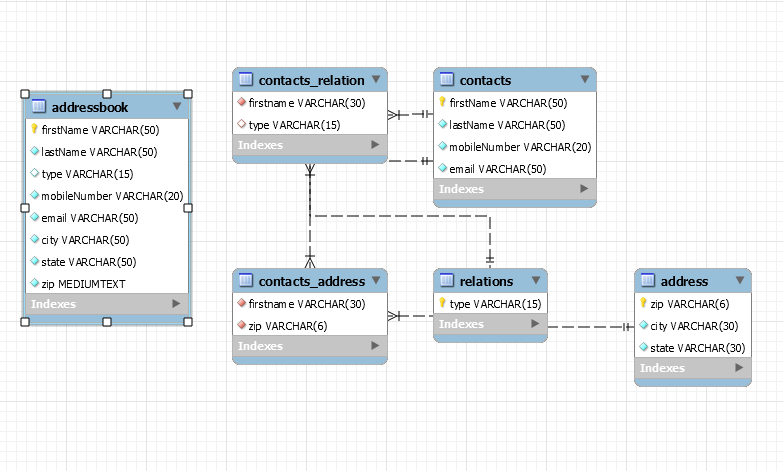 addressbook
firstName VARCHAR(50)
lastName VARCHAR(50)
type VARCHAR(15)
mobileNumber VARCHAR(20)
email VARCHAR(50)
city VARCHAR(50)
state VARCHAR(50)
zip MEDIUMTEXT
Indexes
contacts_relation
firstname VARCHAR(30)
type VARCHAR(15)
Indexes
contacts
firstName VARCHAR(50)
lastName VARCHAR(50)
mobileNumber VARCHAR(20)
email VARCHAR(50)
Indexes
contacts_address
firstname VARCHAR(30)
zip VARCHAR(6)
Indexes
relations
type VARCHAR(15)
Indexes
address
zip VARCHAR(6)
city VARCHAR(30)
state VARCHAR(30)
Indexes